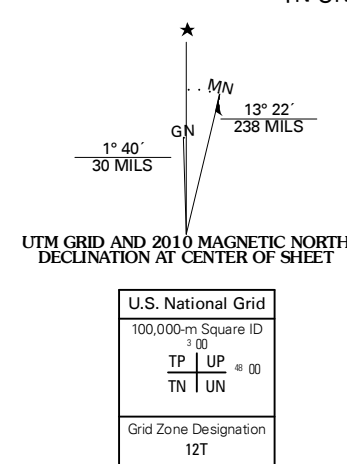 ★
MN
GN
13° 22´
238 MILS
1° 40´
30 MILS
UTM GRID AND 2010 MAGNETIC NORTH
DECLINATION AT CENTER OF SHEET
U.S. National Grid
100,000-m Square ID
3 00
TP UP 48 00
TN UN
Grid Zone Designation
12T